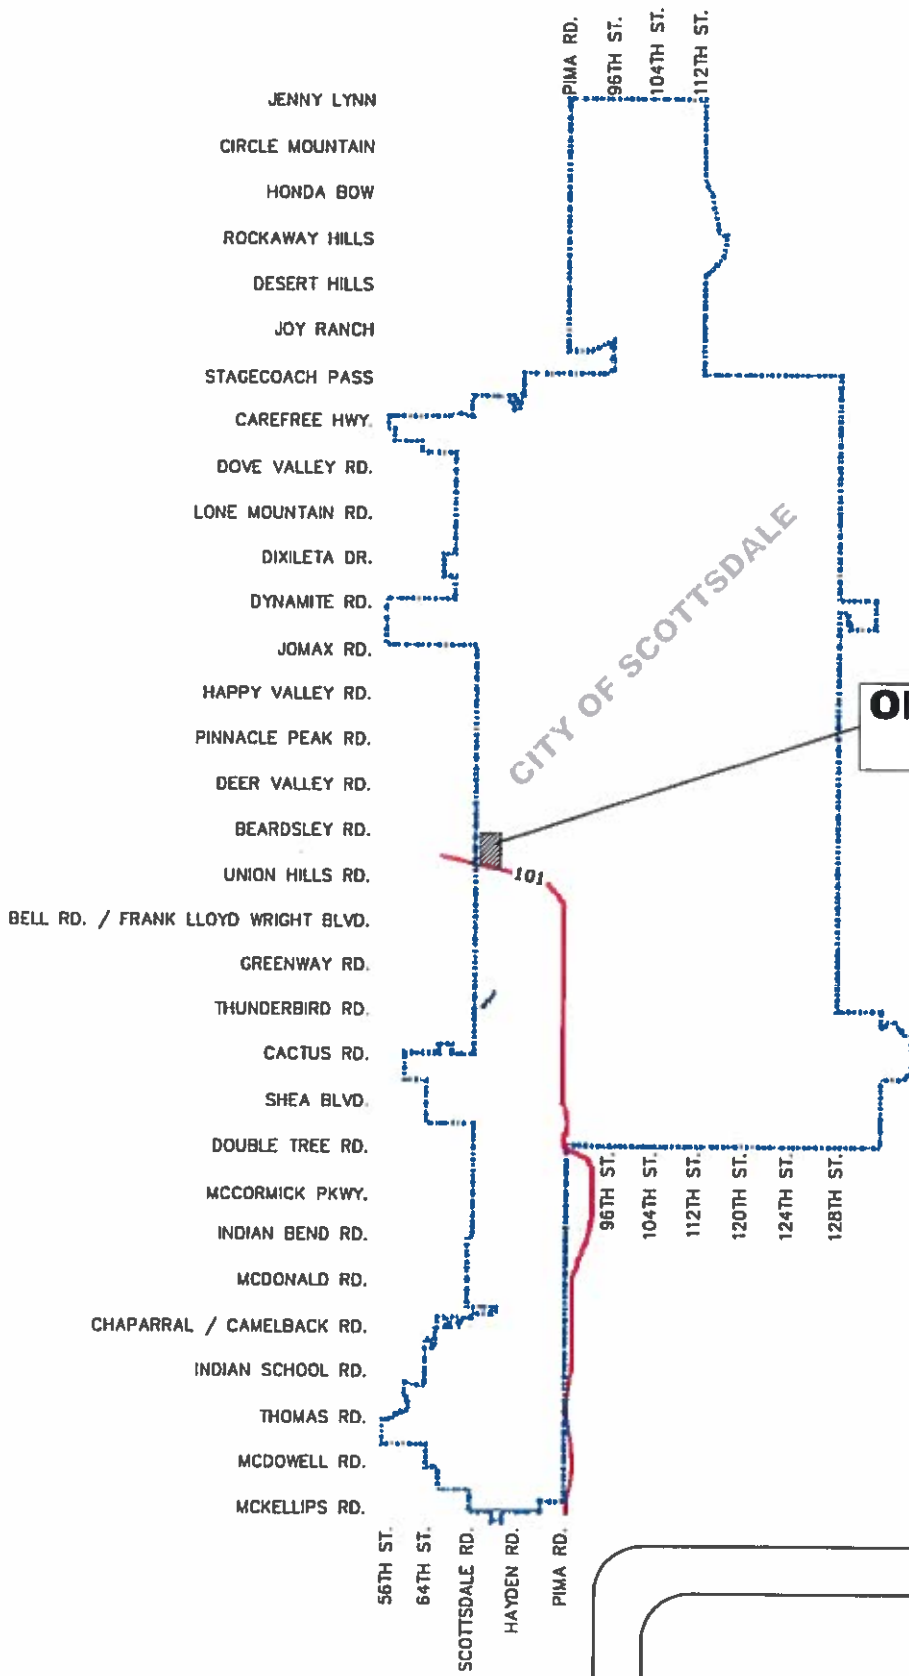 PIMA RD.
96TH ST.
104TH ST.
112TH ST.
JENNY LYNN
CIRCLE MOUNTAIN
HONDA BOW
ROCKAWAY HILLS
DESERT HILLS
JOY RANCH
STAGECOACH PASS
CAREFREE HWY.
DOVE VALLEY RD.
LONE MOUNTAIN RD.
DIXILETA DR.
DYNAMITE RD.
JOMAX RD.
HAPPY VALLEY RD.
PINNACLE PEAK RD.
DEER VALLEY RD.
BEARDSLEY RD.
UNION HILLS RD.
BELL RD. / FRANK LLOYD WRIGHT BLVD.
GREENWAY RD.
THUNDERBIRD RD.
CACTUS RD.
SHEA BLVD.
DOUBLE TREE RD.
MCCORMICK PKWY.
INDIAN BEND RD.
MCDONALD RD.
CHAPARRAL / CAMELBACK RD.
INDIAN SCHOOL RD.
THOMAS RD.
MCDOWELL RD.
MCKELLIPS RD.
CITY OF SCOTTSDALE
101
96TH ST.
104TH ST.
112TH ST.
120TH ST.
124TH ST.
128TH ST.
56TH ST.
64TH ST.
SCOTTSDALE RD.
HAYDEN RD.
PIMA RD.